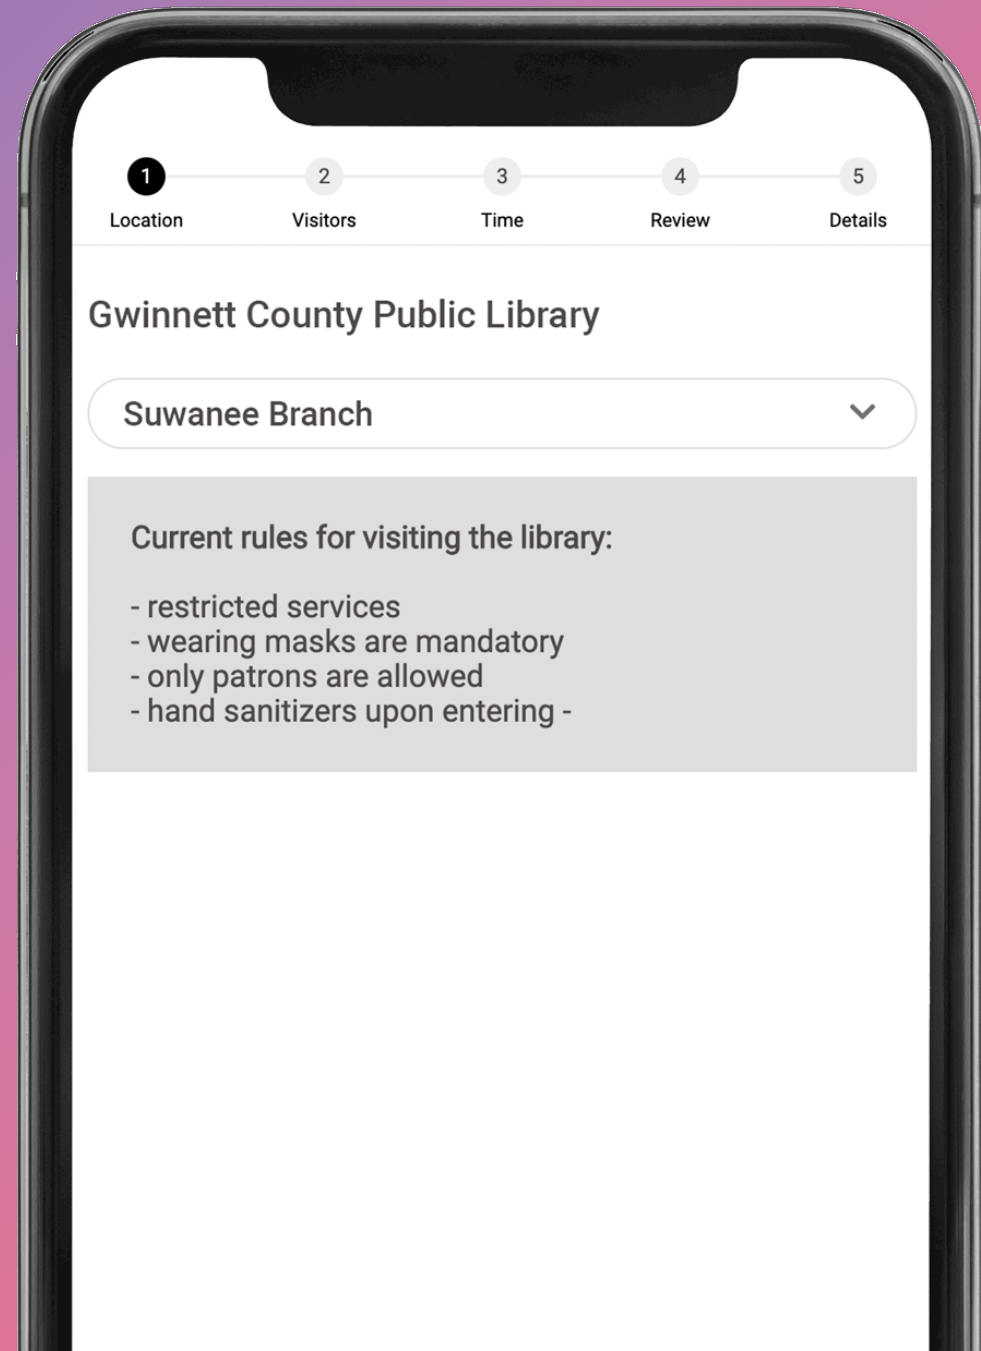 1 2 3 4 5
Location Visitors Time Review Details
Gwinnett County Public Library
Suwanee Branch
Current rules for visiting the library:
- restricted services
- wearing masks are mandatory
- only patrons are allowed
- hand sanitizers upon entering -